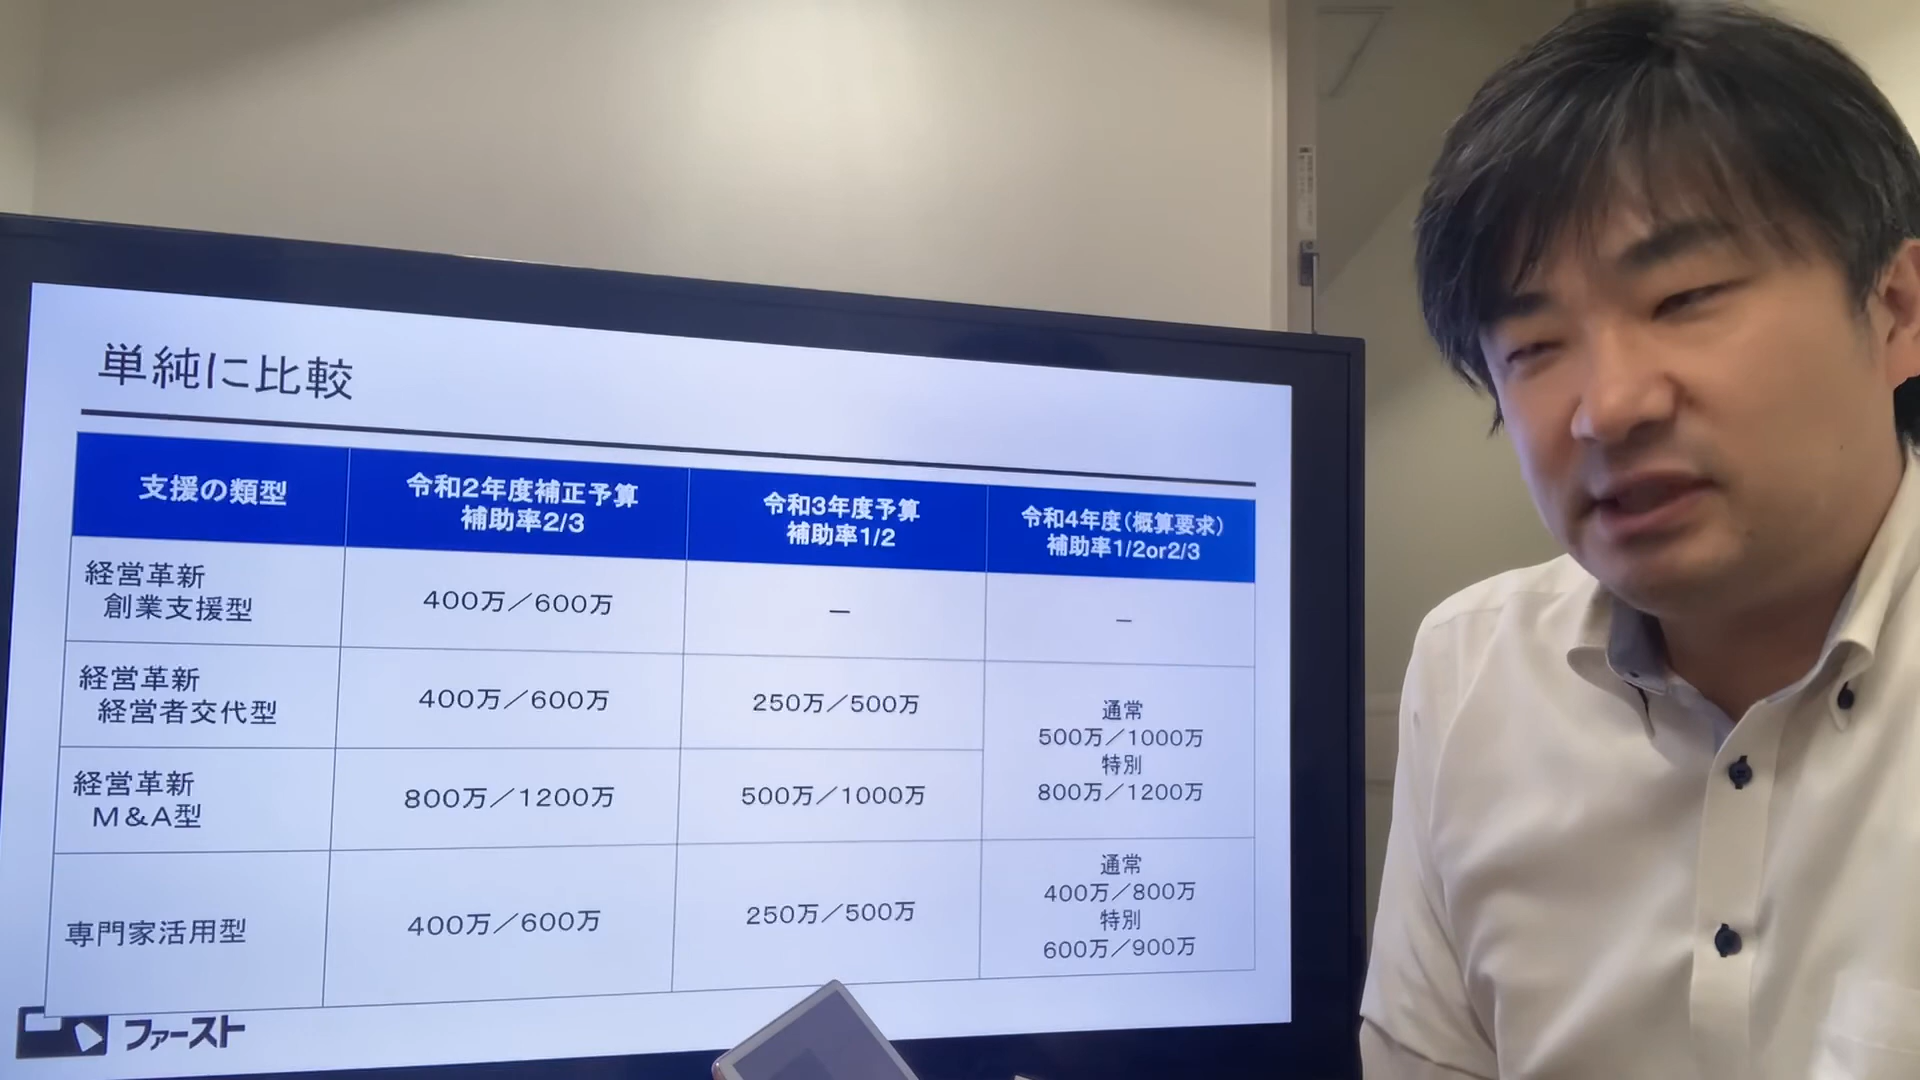 単純に比較
支援の類型
令和2年度補正予算
補助率2/3
令和3年度予算
補助率1/2
令和4年度(概算要求)
補助率1/2or2/3
経営革新
創業支援型
400万／600万
―
―
経営革新
経営者交代型
400万／600万
250万／500万
通常
500万／1000万
特別
800万／1200万
経営革新
M&A型
800万／1200万
500万／1000万
専門家活用型
400万／600万
250万／500万
通常
400万／800万
特別
600万／900万
ファースト